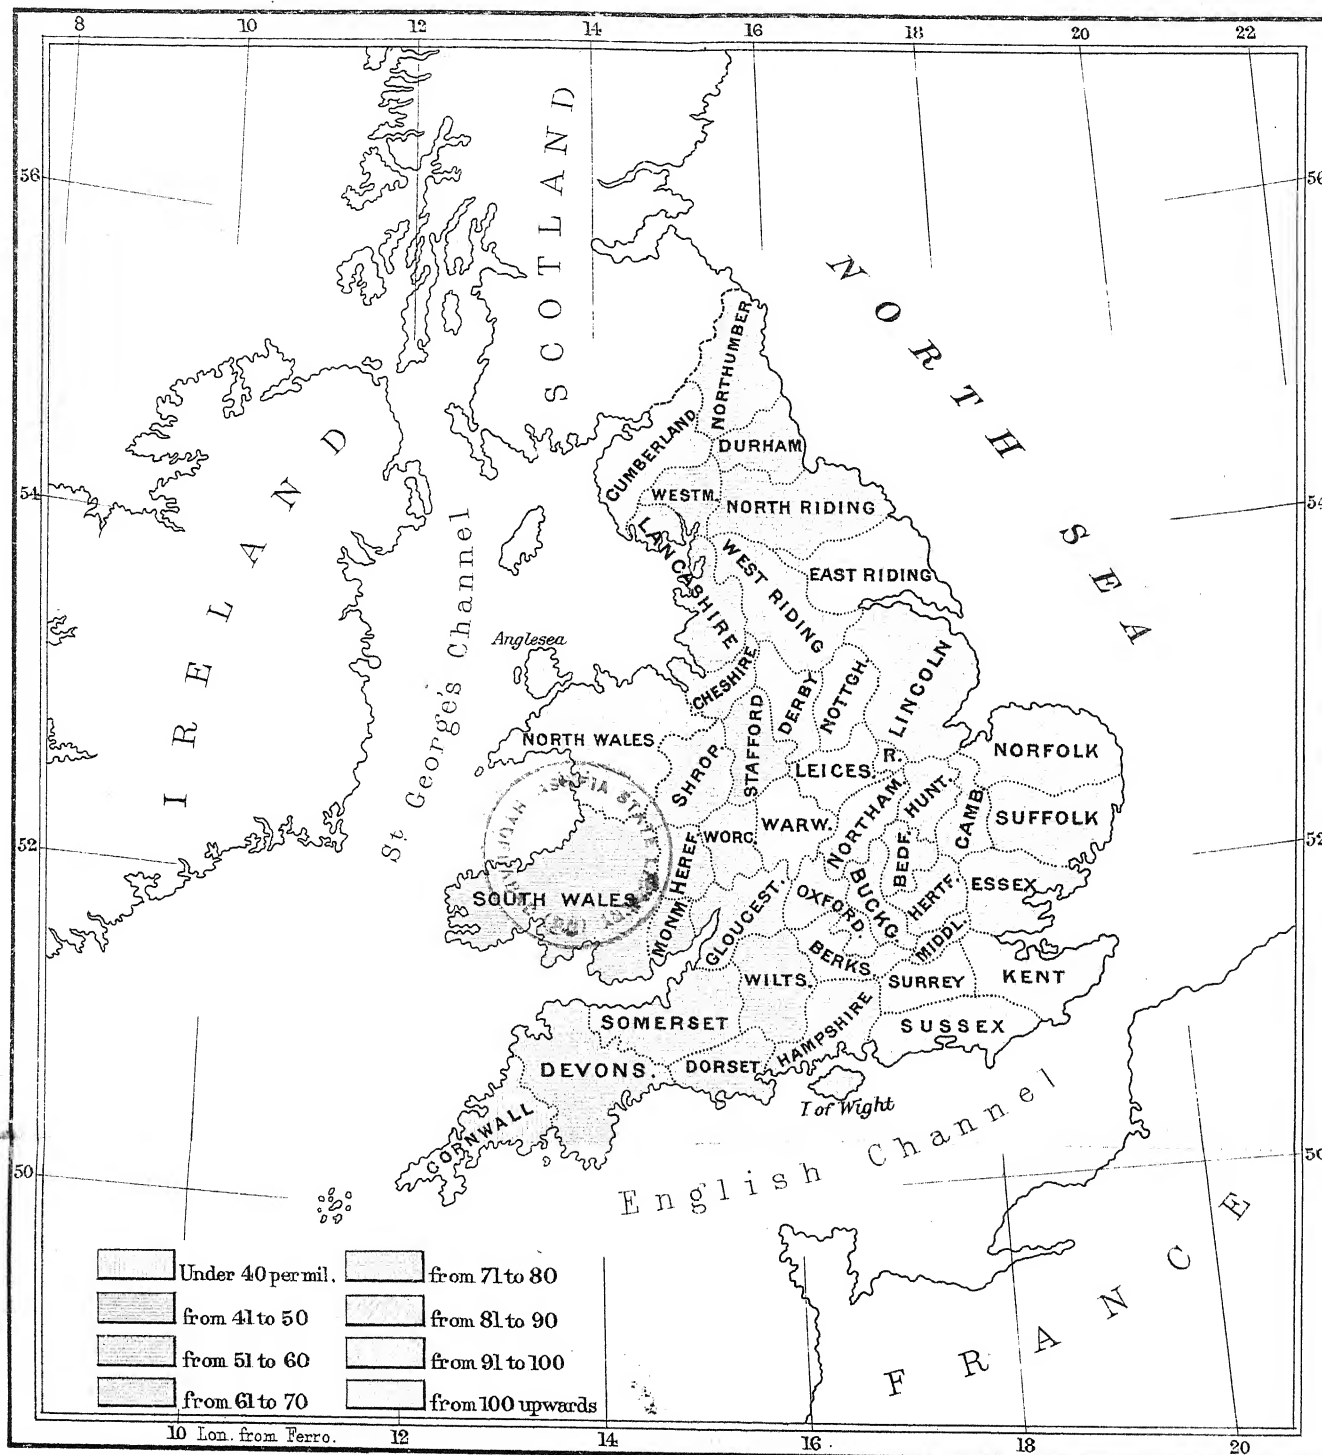 8 10 12 14 16 18 20 22
56 56
54 54
52 52
50 50
SCOTLAND
NORTH SEA
IRELAND
St. George's Channel
Anglesea
NORTHUMBER
CUMBERLAND
DURHAM
WESTM.
NORTH RIDING
LANCASHIRE
WEST RIDING
EAST RIDING
CHESHIRE
DERBY
NOTTGH.
LINCOLN
NORTH WALES
SHROP.
STAFFORD
LEICES.
R.
NORFOLK
NORTHAM.
HUNT.
CAMB.
SUFFOLK
WORC.
WARW.
HEREF.
BEDF.
SOUTH WALES
MONM
GLOUCEST.
OXFORD.
BUCKG
HERTF.
ESSEX
MIDDL.
BERKS.
WILTS.
SURREY
KENT
SOMERSET
HAMPSHIRE
SUSSEX
DEVONS.
DORSET
I of Wight
CORNWALL
English Channel
FRANCE
Under 40 per mil.
from 41 to 50
from 51 to 60
from 61 to 70
from 71 to 80
from 81 to 90
from 91 to 100
from 100 upwards
10 Lon. from Ferro. 12 14 16 18 20